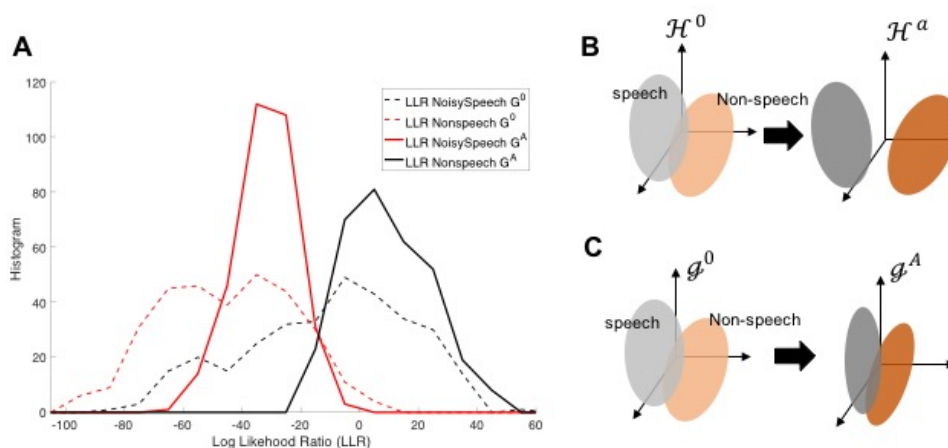 A
120
100
80
60
40
20
0
Histogram
-100 -80 -60 -40 -20 0 20 40 60
Log Likehood Ratio (LLR)
LLR NoisySpeech G⁰
LLR Nonspeech G⁰
LLR NoisySpeech Gᴬ
LLR Nonspeech Gᴬ
B
ℋ⁰
speech
Non-speech
ℋᵃ
C
𝒢⁰
speech
Non-speech
𝒢ᴬ